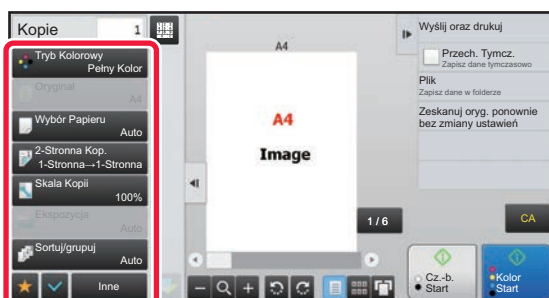 Kopie 1
Tryb Kolorowy
Pełny Kolor
Oryginał
A4
Wybór Papieru
Auto
2-Stronna Kop.
1-Stronna→1-Stronna
Skala Kopii
100%
Ekspozycja
Auto
Sortuj/grupuj
Auto
Inne
A4
A4
Image
1 / 6
Wyślij oraz drukuj
Przech. Tymcz.
Zapisz dane tymczasowo
Plik
Zapisz dane w folderze
Zeskanuj oryg. ponownie
bez zmiany ustawień
CA
Cz.-b.
Start
Kolor
Start